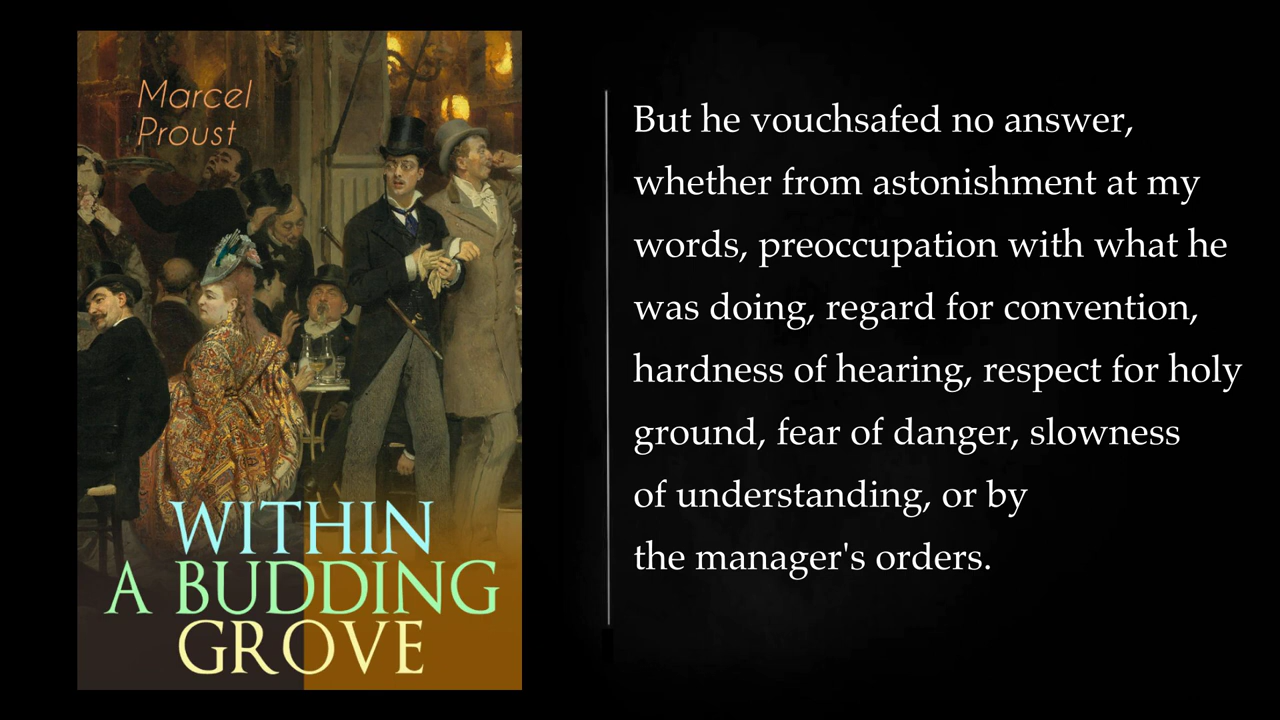 Marcel
Proust
WITHIN
A BUDDING
GROVE
But he vouchsafed no answer,
whether from astonishment at my
words, preoccupation with what he
was doing, regard for convention,
hardness of hearing, respect for holy
ground, fear of danger, slowness
of understanding, or by
the manager's orders.